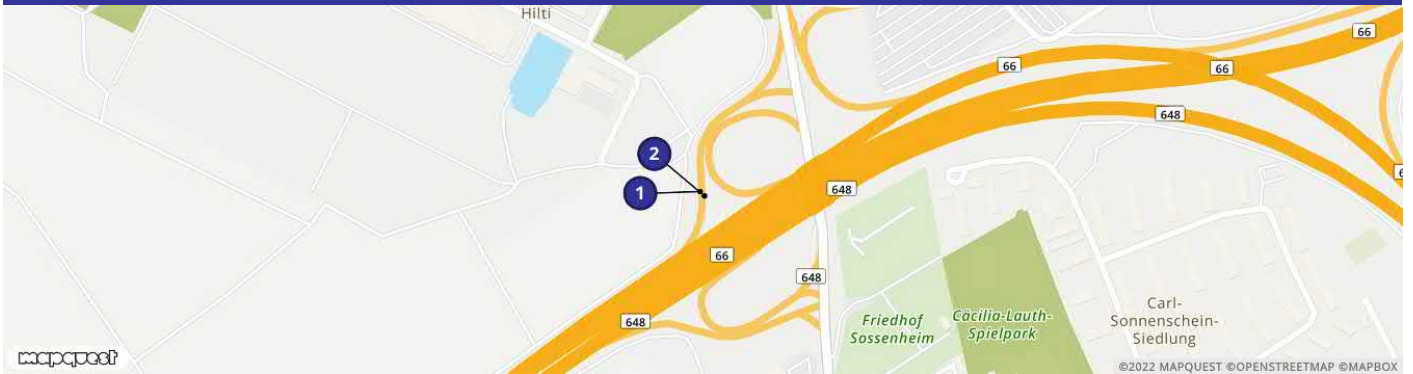 Hilti
66
66
66
648
2
648
1
66
648
648
Carl-
Sonnenschein-
Siedlung
Friedhof
Sossenheim
Cäcilia-Lauth-
Spielpark
mapquest
©2022 MAPQUEST ©OPENSTREETMAP ©MAPBOX